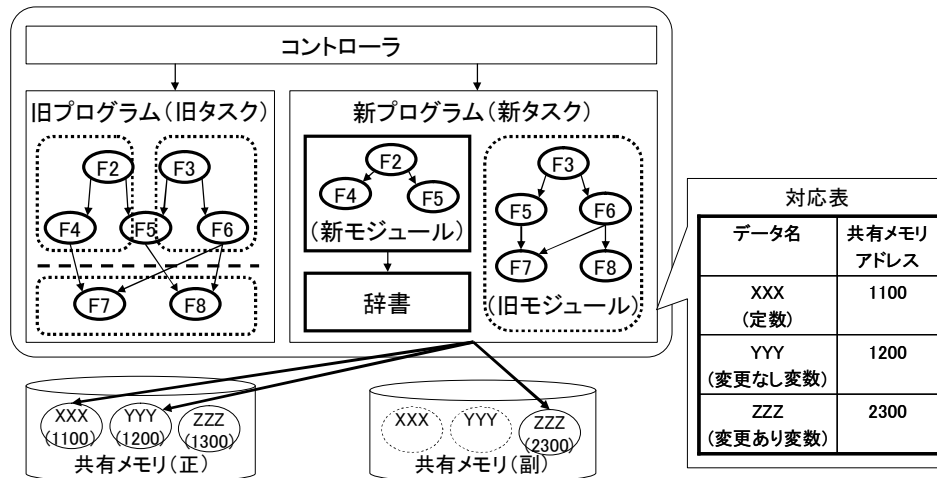 コントローラ
旧プログラム(旧タスク)
F2
F3
F4
F5
F6
F7
F8
新プログラム(新タスク)
F2
F4
F5
(新モジュール)
辞書
F3
F5
F6
F7
F8
(旧モジュール)
対応表
データ名
共有メモリ
アドレス
XXX
(定数)
1100
YYY
(変更なし変数)
1200
ZZZ
(変更あり変数)
2300
XXX
(1100)
YYY
(1200)
ZZZ
(1300)
共有メモリ(正)
XXX
YYY
ZZZ
(2300)
共有メモリ(副)